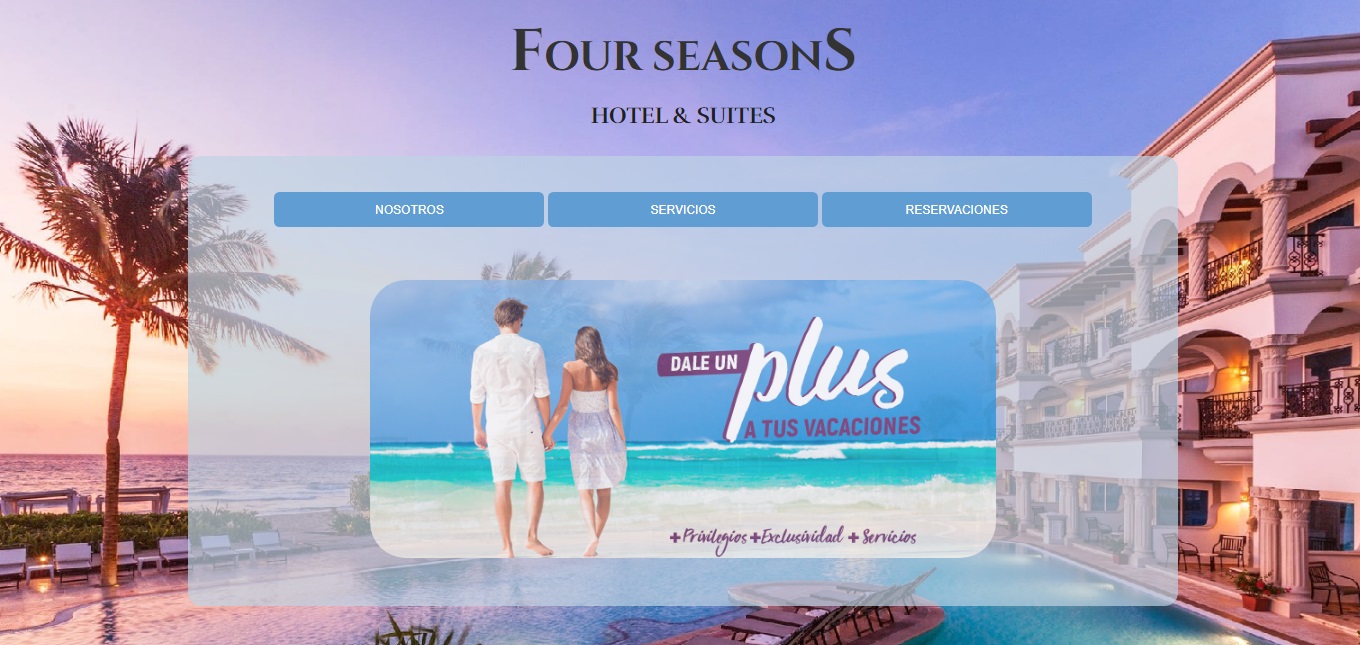 FOUR SEASONS
HOTEL & SUITES
NOSOTROS SERVICIOS RESERVACIONES
DALE UN plus
A TUS VACACIONES
+Privilegios +Exclusividad + Servicios